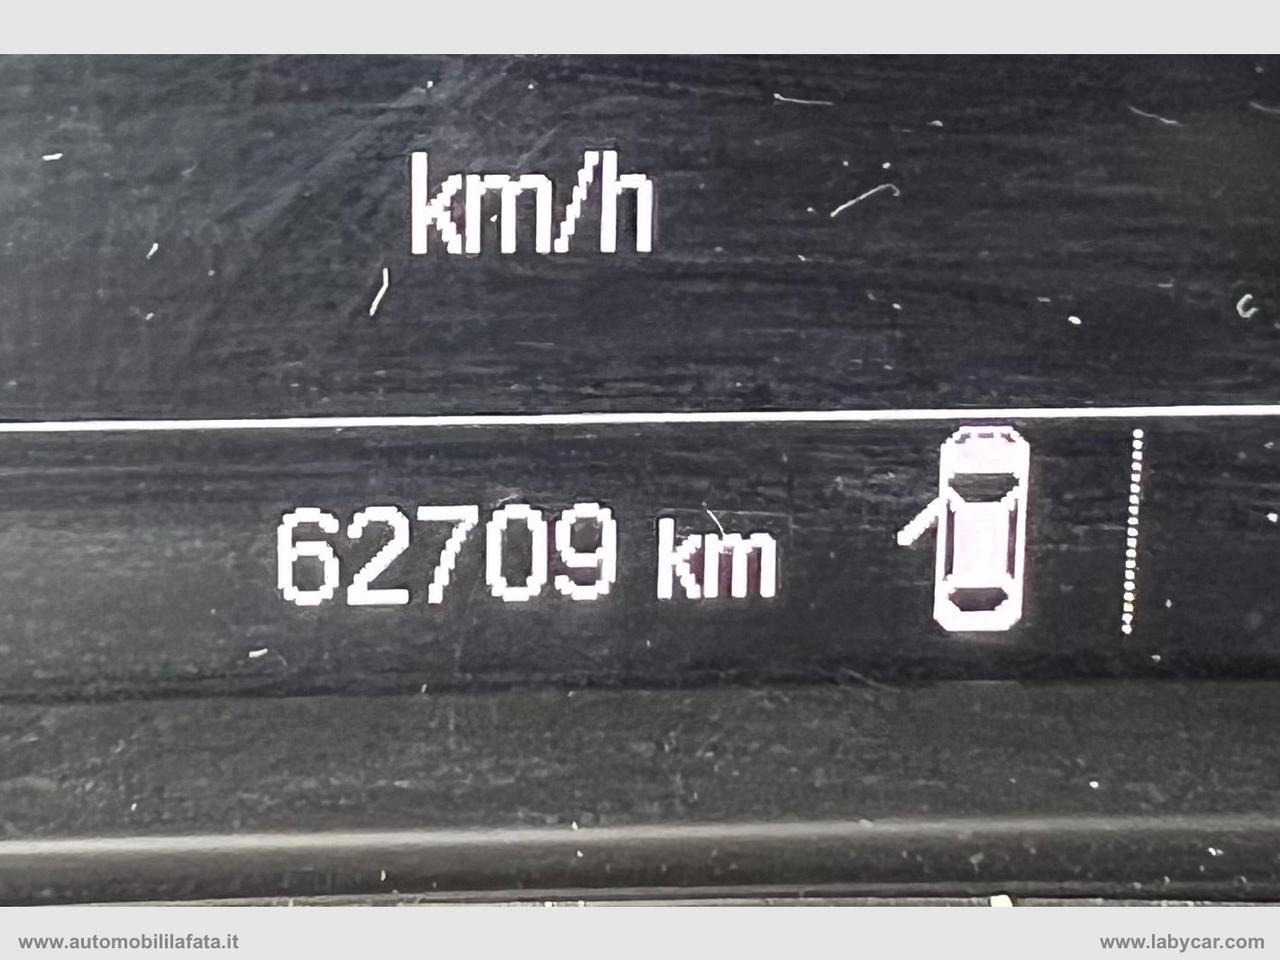 km/h
62709 km
www.automobililafata.it
www.labycar.com